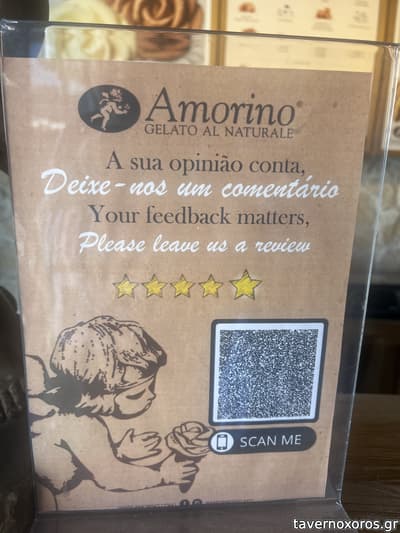 Amorino
GELATO AL NATURALE
A sua opinião conta,
Deixe-nos um comentário
Your feedback matters,
Please leave us a review
SCAN ME
tavernoxoros.gr